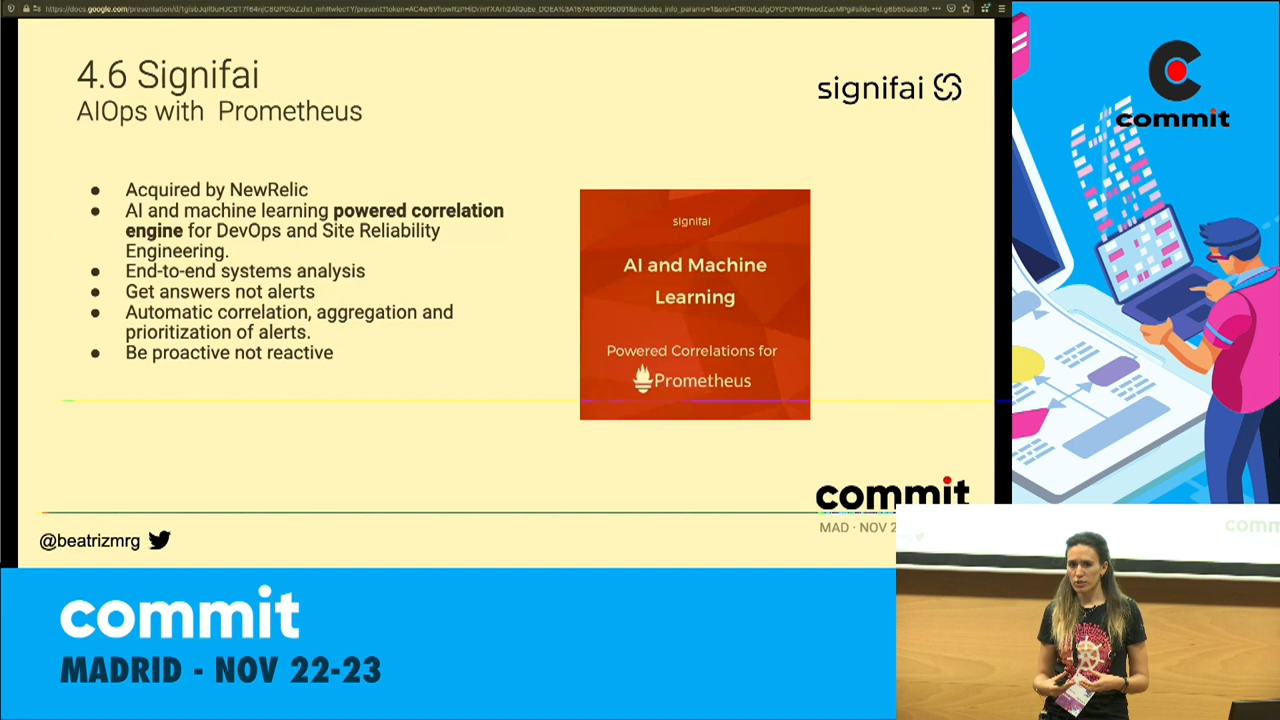 4.6 Signifai
AIOps with Prometheus
signifai
● Acquired by NewRelic
● AI and machine learning powered correlation
engine for DevOps and Site Reliability
Engineering.
● End-to-end systems analysis
● Get answers not alerts
● Automatic correlation, aggregation and
prioritization of alerts.
● Be proactive not reactive
signifai
AI and Machine
Learning
Powered Correlations for
Prometheus
commit
MAD · NOV 2
@beatrizmrg
commit
commit
MADRID - NOV 22-23